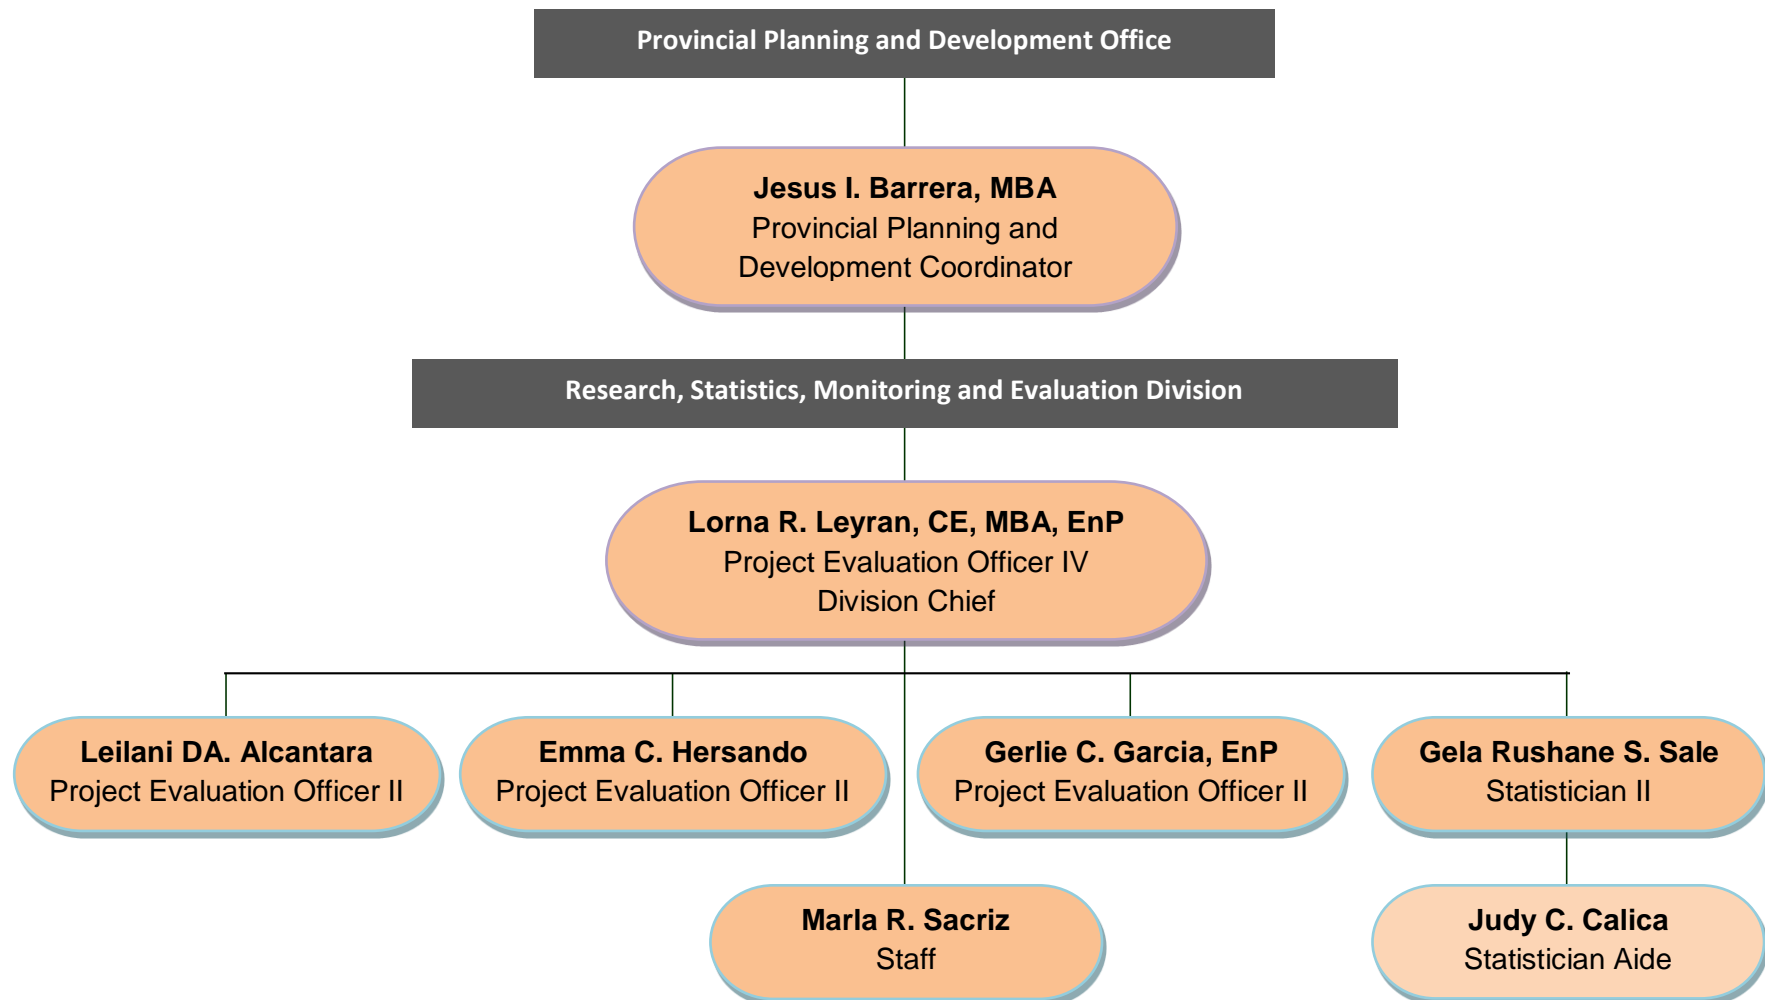 Provincial Planning and Development Office
Jesus I. Barrera, MBA
Provincial Planning and
Development Coordinator
Research, Statistics, Monitoring and Evaluation Division
Lorna R. Leyran, CE, MBA, EnP
Project Evaluation Officer IV
Division Chief
Leilani DA. Alcantara
Project Evaluation Officer II
Emma C. Hersando
Project Evaluation Officer II
Gerlie C. Garcia, EnP
Project Evaluation Officer II
Gela Rushane S. Sale
Statistician II
Marla R. Sacriz
Staff
Judy C. Calica
Statistician Aide